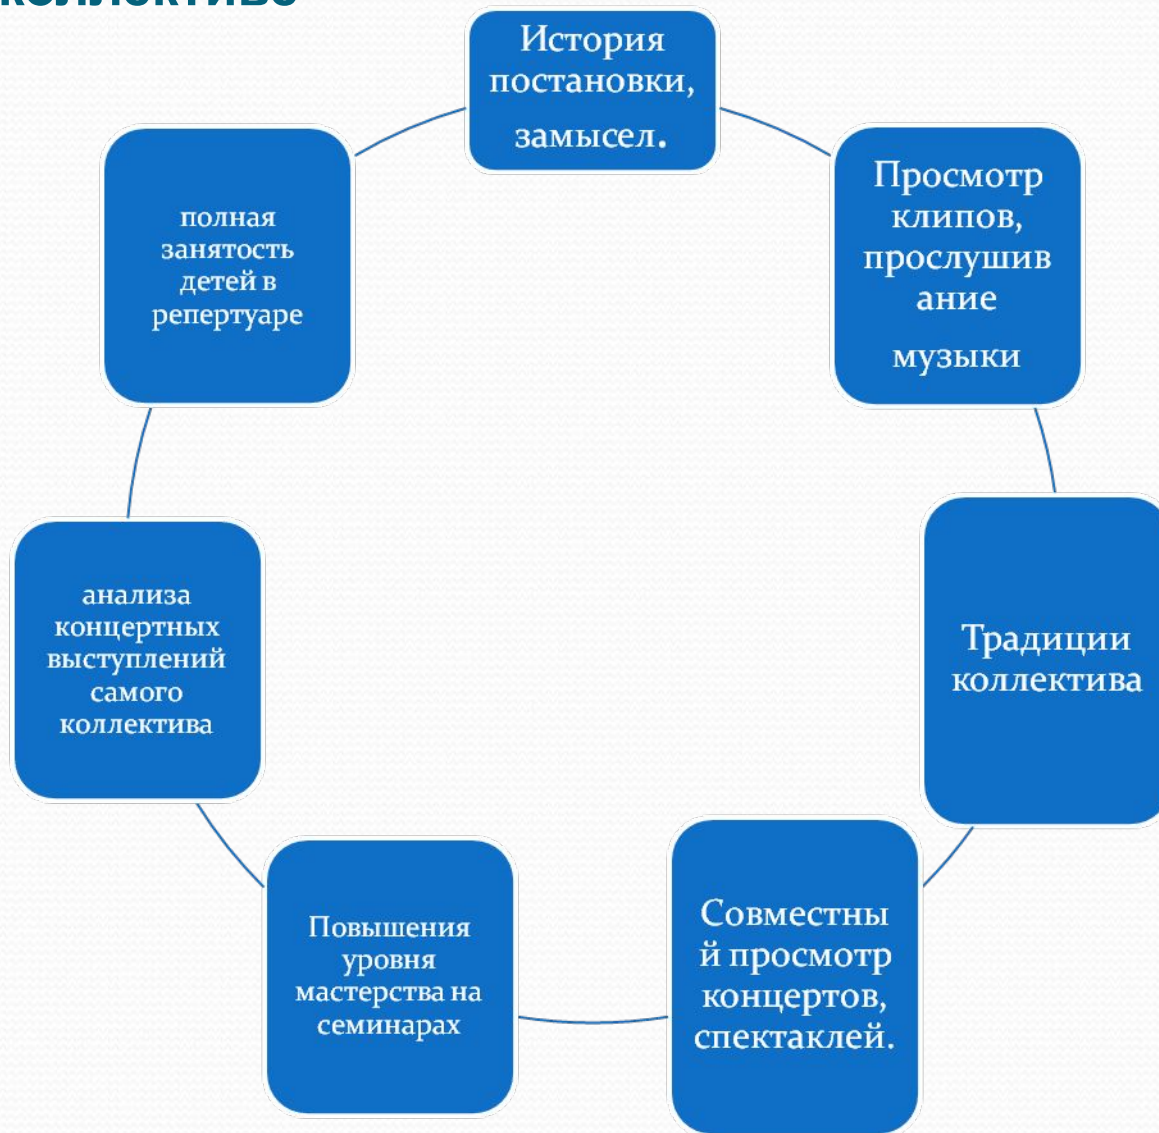 коллективе
История
постановки,
замысел.
Просмотр
клипов,
прослушив
ание
музыки
Традиции
коллектива
Совместны
й просмотр
концертов,
спектаклей.
Повышения
уровня
мастерства на
семинарах
анализа
концертных
выступлений
самого
коллектива
полная
занятость
детей в
репертуаре